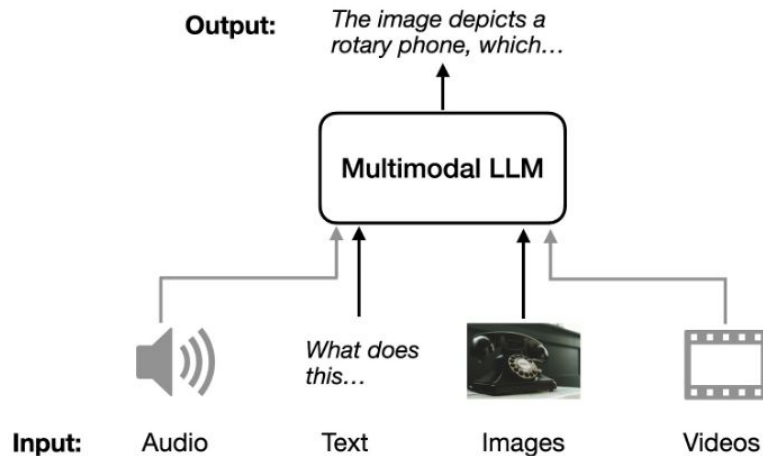 Output:
The image depicts a
rotary phone, which…
Multimodal LLM
What does
this…
Input:
Audio
Text
Images
Videos